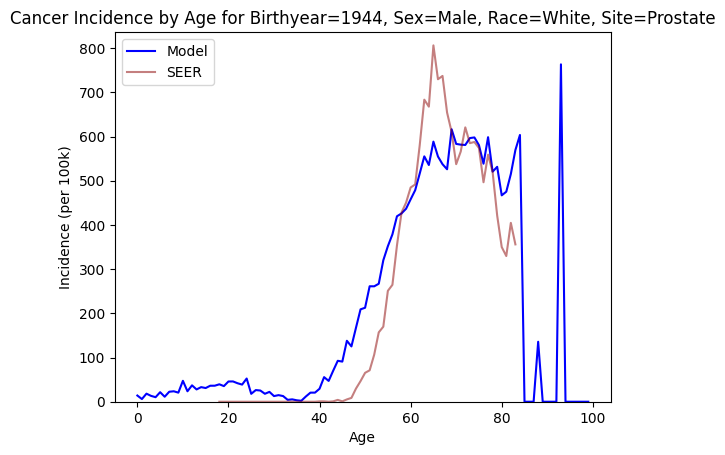 Cancer Incidence by Age for Birthyear=1944, Sex=Male, Race=White, Site=Prostate
Model
SEER
800
700
600
500
400
300
200
100
0
Incidence (per 100k)
0 20 40 60 80 100
Age